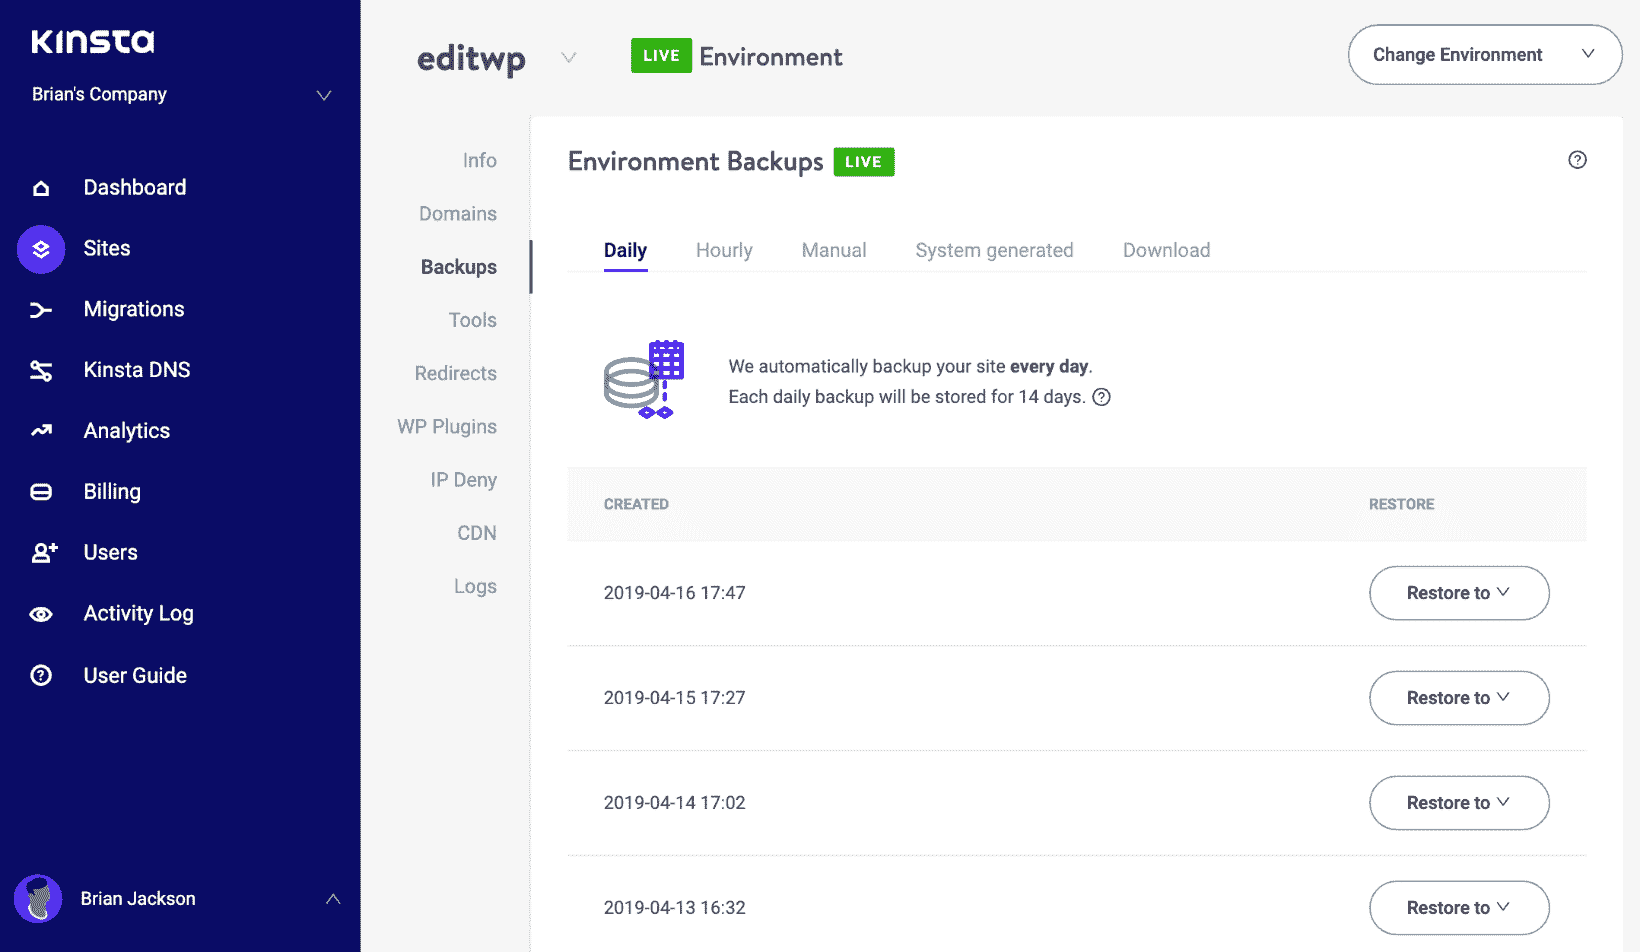 Kinsta
Brian's Company
Dashboard
Sites
Migrations
Kinsta DNS
Analytics
Billing
Users
Activity Log
User Guide
Brian Jackson
editwp
LIVE Environment
Change Environment
Info
Domains
Backups
Tools
Redirects
WP Plugins
IP Deny
CDN
Logs
Environment Backups LIVE
Daily Hourly Manual System generated Download
We automatically backup your site every day.
Each daily backup will be stored for 14 days.
CREATED RESTORE
2019-04-16 17:47 Restore to
2019-04-15 17:27 Restore to
2019-04-14 17:02 Restore to
2019-04-13 16:32 Restore to